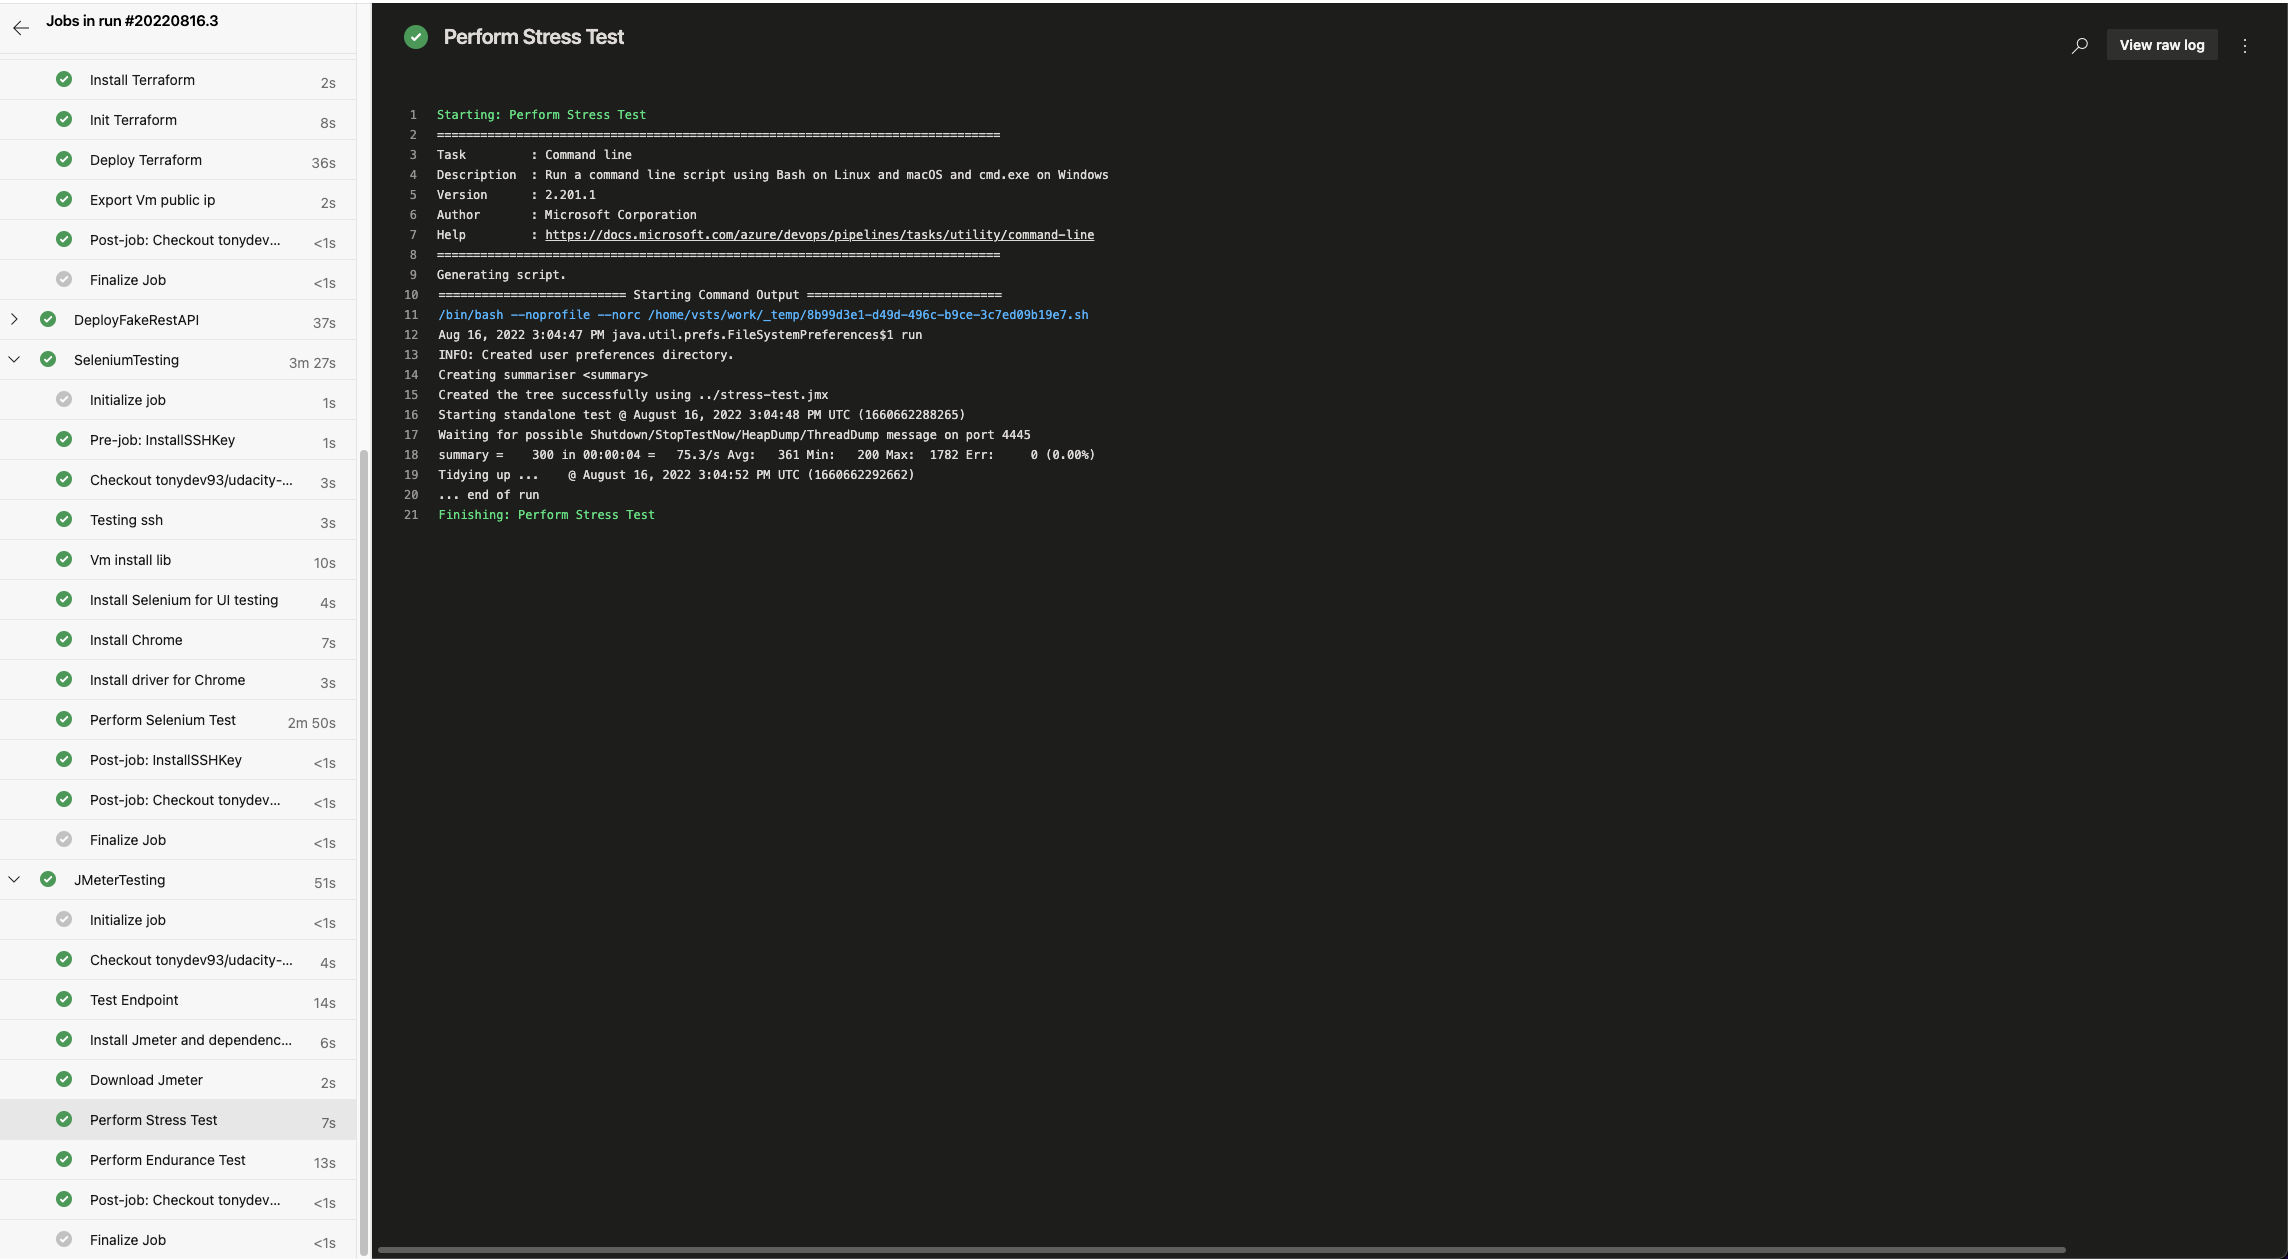 Jobs in run #20220816.3
Install Terraform 2s
Init Terraform 8s
Deploy Terraform 36s
Export Vm public ip 2s
Post-job: Checkout tonydev... <1s
Finalize Job <1s
DeployFakeRestAPI 37s
SeleniumTesting 3m 27s
Initialize job 1s
Pre-job: InstallSSHKey 1s
Checkout tonydev93/udacity-... 3s
Testing ssh 3s
Vm install lib 10s
Install Selenium for UI testing 4s
Install Chrome 7s
Install driver for Chrome 3s
Perform Selenium Test 2m 50s
Post-job: InstallSSHKey <1s
Post-job: Checkout tonydev... <1s
Finalize Job <1s
JMeterTesting 51s
Initialize job <1s
Checkout tonydev93/udacity-... 4s
Test Endpoint 14s
Install Jmeter and dependenc... 6s
Download Jmeter 2s
Perform Stress Test 7s
Perform Endurance Test 13s
Post-job: Checkout tonydev... <1s
Finalize Job <1s
Perform Stress Test
View raw log
1 Starting: Perform Stress Test
2 ==============================================================================
3 Task : Command line
4 Description : Run a command line script using Bash on Linux and macOS and cmd.exe on Windows
5 Version : 2.201.1
6 Author : Microsoft Corporation
7 Help : https://docs.microsoft.com/azure/devops/pipelines/tasks/utility/command-line
8 ==============================================================================
9 Generating script.
10 ========================== Starting Command Output ===========================
11 /bin/bash --noprofile --norc /home/vsts/work/_temp/8b99d3e1-d49d-496c-b9ce-3c7ed09b19e7.sh
12 Aug 16, 2022 3:04:47 PM java.util.prefs.FileSystemPreferences$1 run
13 INFO: Created user preferences directory.
14 Creating summariser <summary>
15 Created the tree successfully using ../stress-test.jmx
16 Starting standalone test @ August 16, 2022 3:04:48 PM UTC (1660662288265)
17 Waiting for possible Shutdown/StopTestNow/HeapDump/ThreadDump message on port 4445
18 summary = 300 in 00:00:04 = 75.3/s Avg: 361 Min: 200 Max: 1782 Err: 0 (0.00%)
19 Tidying up ... @ August 16, 2022 3:04:52 PM UTC (1660662292662)
20 ... end of run
21 Finishing: Perform Stress Test